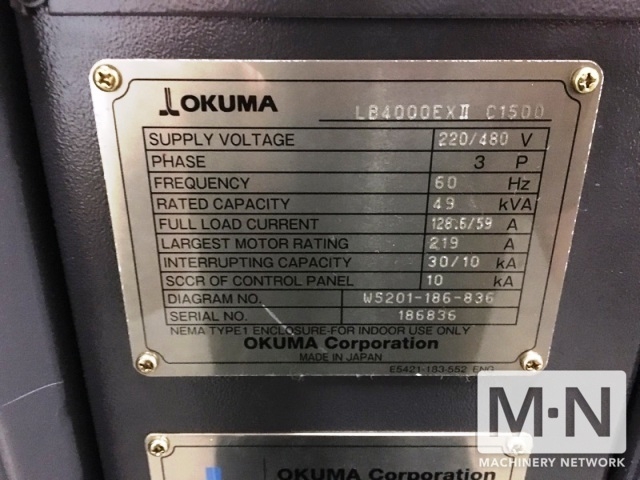 OKUMA LB4000EXⅡ C1500
SUPPLY VOLTAGE 220/480 V
PHASE 3 P
FREQUENCY 60 Hz
RATED CAPACITY 49 kVA
FULL LOAD CURRENT 128.6/59 A
LARGEST MOTOR RATING 219 A
INTERRUPTING CAPACITY 30/10 kA
SCCR OF CONTROL PANEL 10 kA
DIAGRAM NO. WS201-186-836
SERIAL NO. 186836
NEMA TYPE1 ENCLOSURE-FOR INDOOR USE ONLY
OKUMA Corporation
MADE IN JAPAN
E5421-183-552 ENG
M·N
MACHINERY NETWORK
OKUMA Corporation